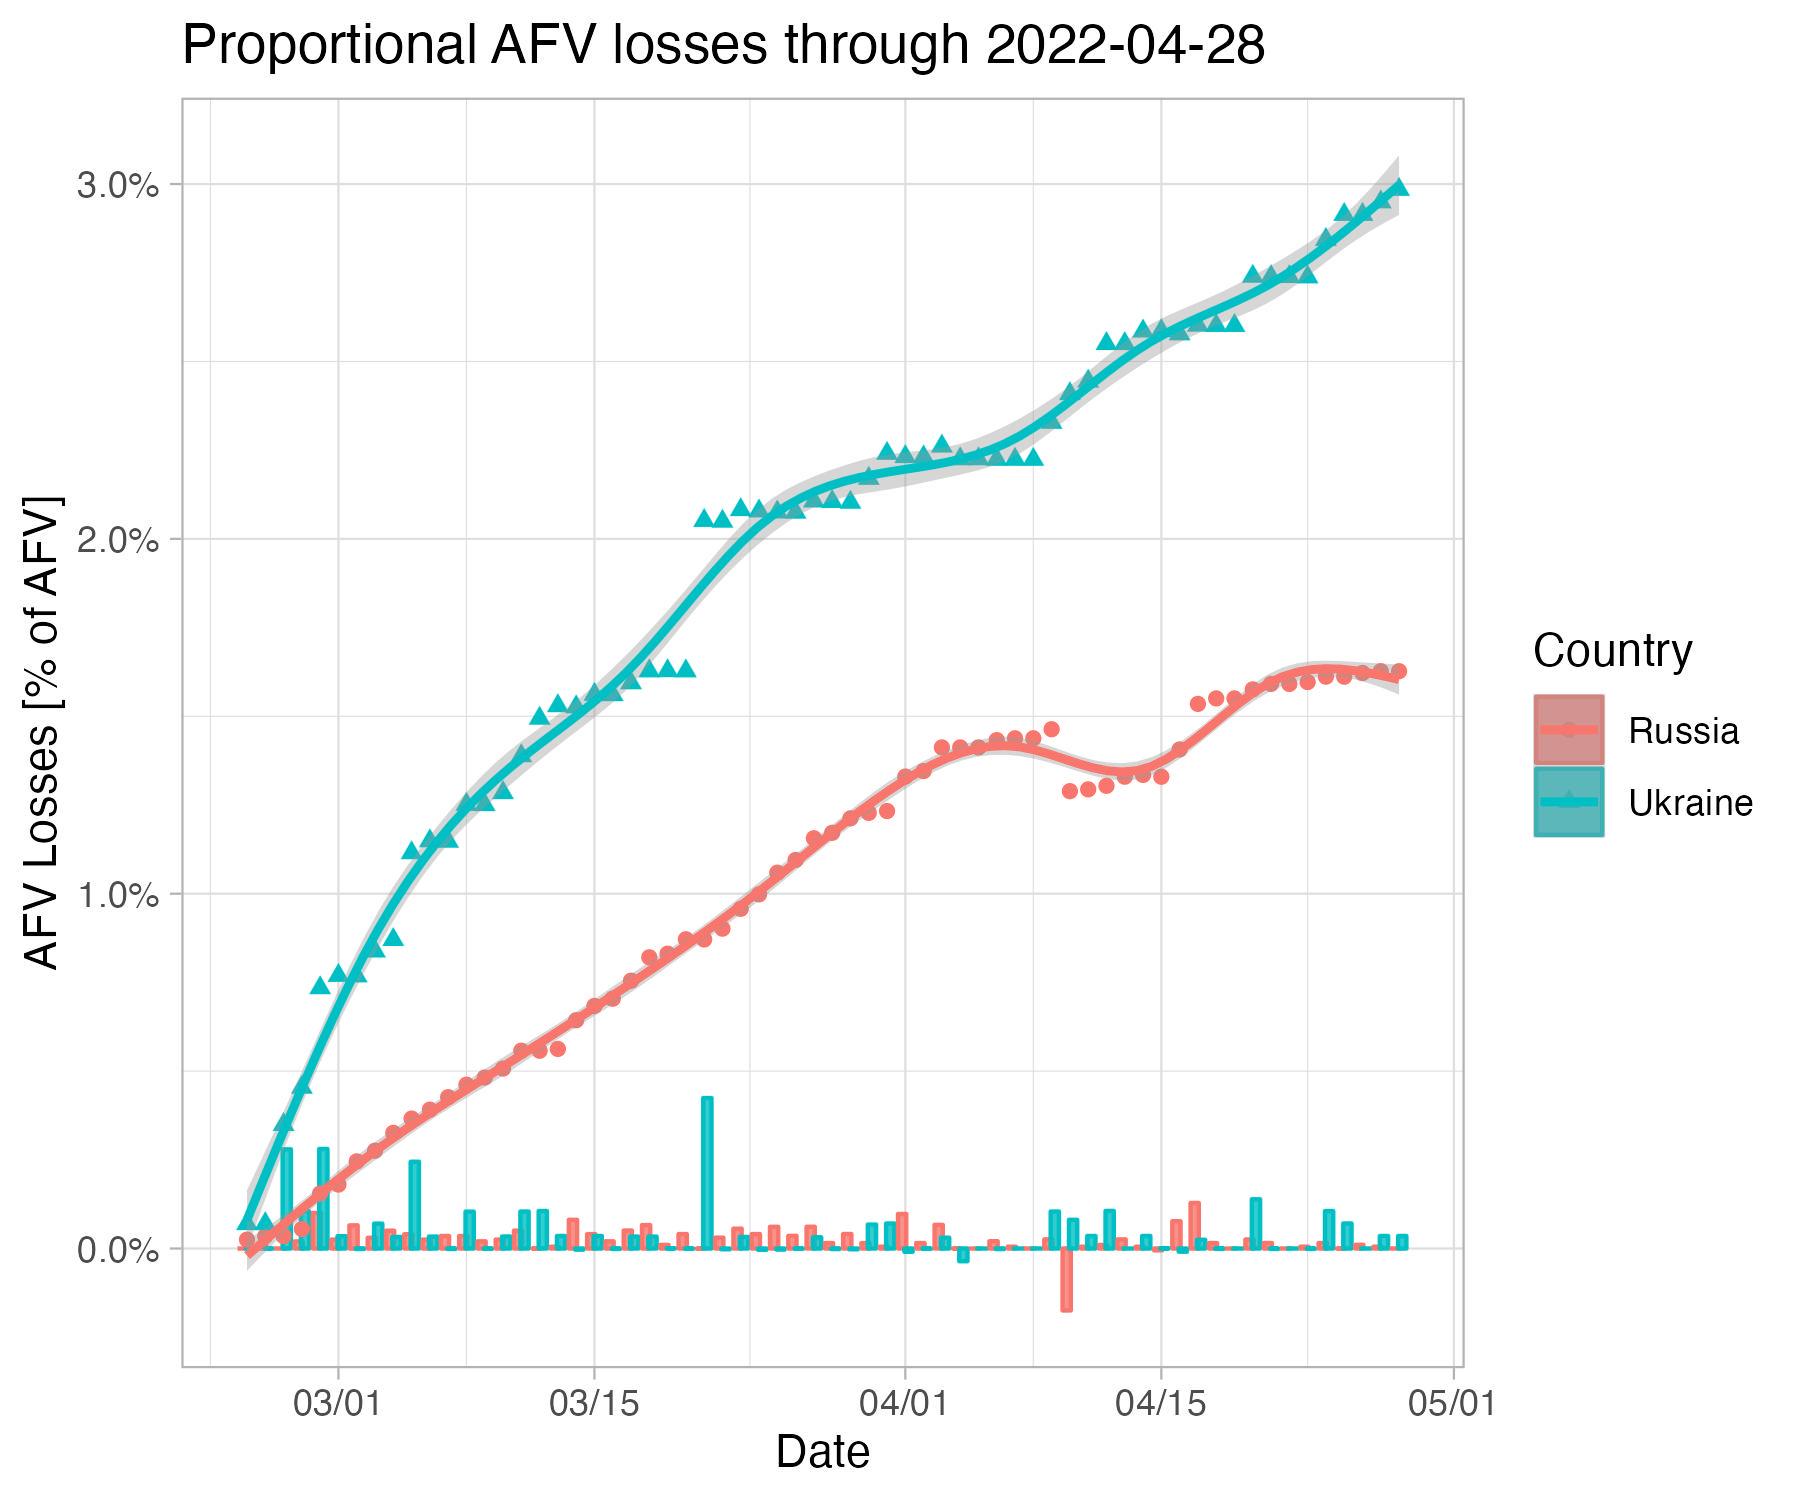 Proportional AFV losses through 2022-04-28
AFV Losses [% of AFV]
3.0%
2.0%
1.0%
0.0%
03/01
03/15
04/01
04/15
05/01
Date
Country
Russia
Ukraine